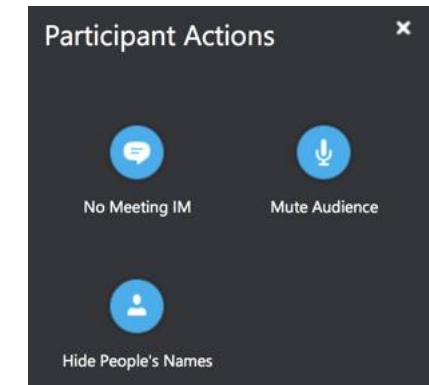 Participant Actions
No Meeting IM
Mute Audience
Hide People's Names